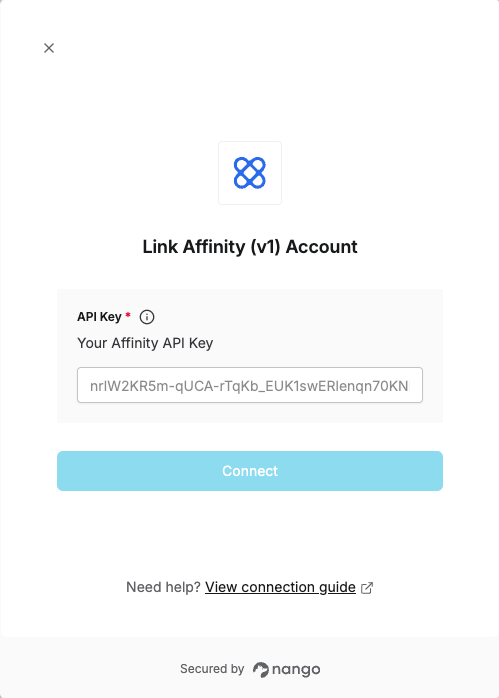 Link Affinity (v1) Account
API Key *
Your Affinity API Key
nrlW2KR5m-qUCA-rTqKb_EUK1swERlenqn70KN
Connect
Need help? View connection guide
Secured by nango